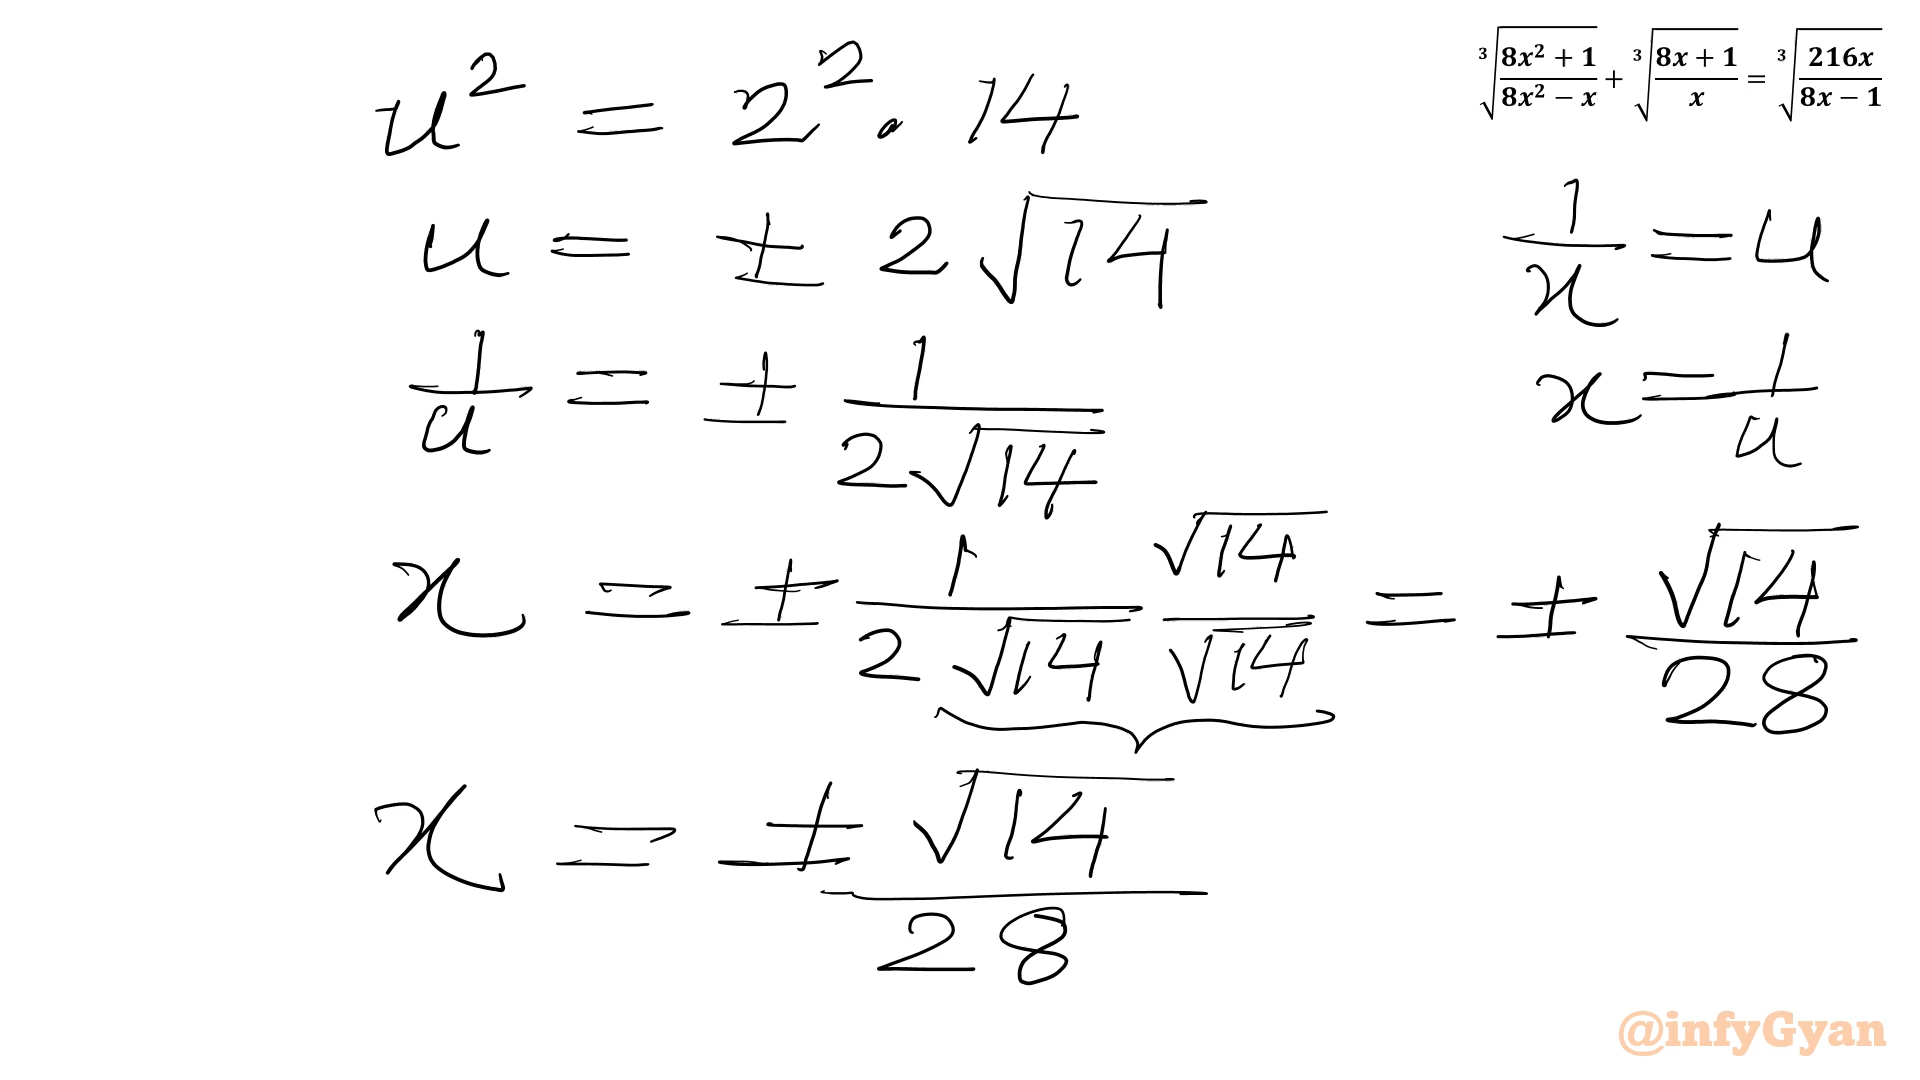 ∛((8x² + 1)/(8x² − x)) + ∛((8x + 1)/x) = ∛(216x/(8x − 1))
u² = 2² · 14
u = ± 2√14
1/x = u
1/u = ± 1/(2√14)
x = 1/u
x = ± 1/(2√14) √14/√14 = ± √14/28
x = ± √14/28
@infyGyan